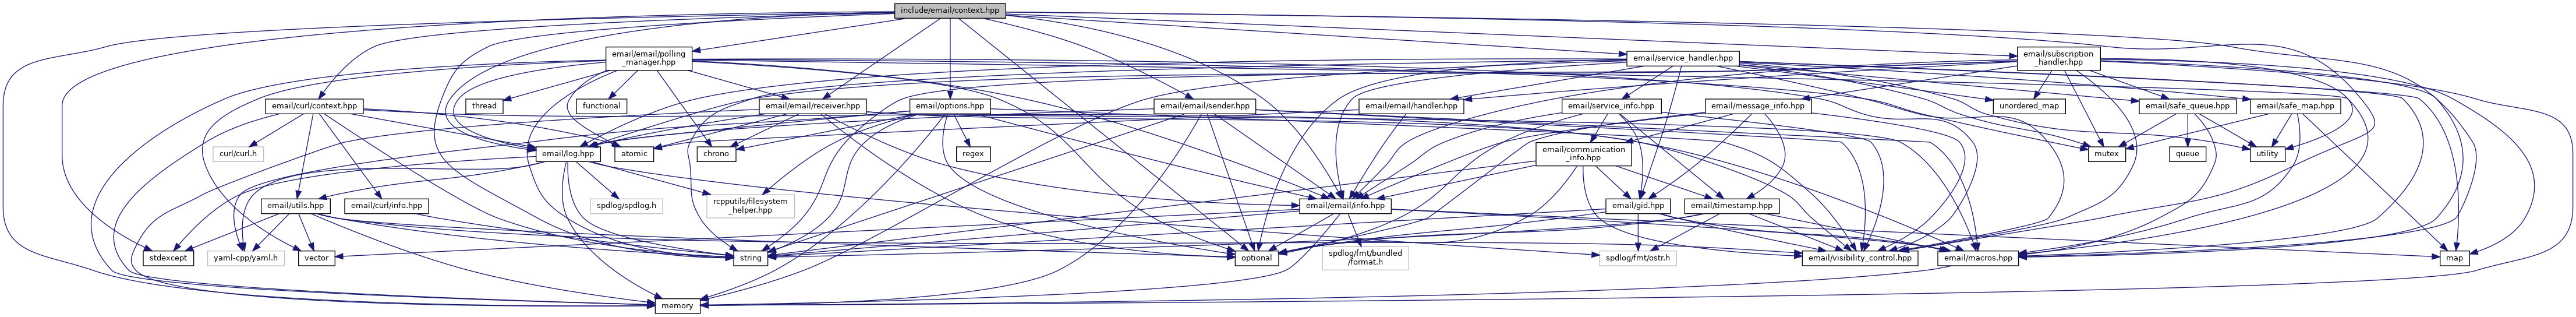 include/email/context.hpp
email/email/polling
_manager.hpp
email/service_handler.hpp
email/subscription
_handler.hpp
email/curl/context.hpp
thread
functional
email/email/receiver.hpp
email/options.hpp
email/email/sender.hpp
email/email/handler.hpp
email/service_info.hpp
email/message_info.hpp
unordered_map
email/safe_queue.hpp
email/safe_map.hpp
curl/curl.h
email/log.hpp
atomic
chrono
regex
email/communication
_info.hpp
mutex
queue
utility
email/utils.hpp
email/curl/info.hpp
spdlog/spdlog.h
rcpputils/filesystem
_helper.hpp
email/email/info.hpp
email/gid.hpp
email/timestamp.hpp
stdexcept
yaml-cpp/yaml.h
vector
string
optional
spdlog/fmt/bundled
/format.h
spdlog/fmt/ostr.h
email/visibility_control.hpp
email/macros.hpp
map
memory